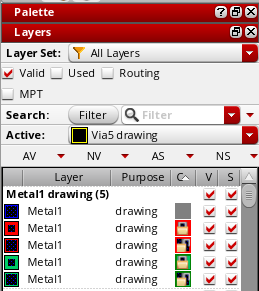 Palette
Layers
Layer Set: All Layers
Valid Used Routing
MPT
Search: Filter Filter
Active: Via5 drawing
AV NV AS NS
Layer Purpose C V S
Metal1 drawing (5)
Metal1 drawing
Metal1 drawing
Metal1 drawing
Metal1 drawing
Metal1 drawing